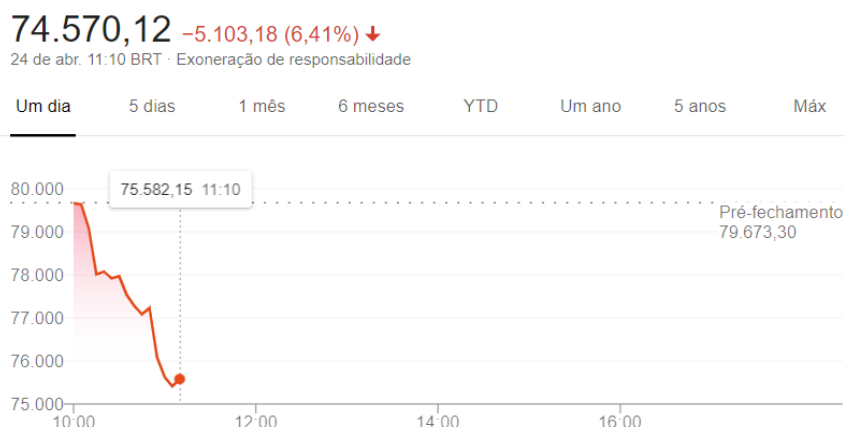 74.570,12 −5.103,18 (6,41%) ↓
24 de abr. 11:10 BRT · Exoneração de responsabilidade
Um dia 5 dias 1 mês 6 meses YTD Um ano 5 anos Máx
75.582,15 11:10
80.000
Pré-fechamento
79.673,30
79.000
78.000
77.000
76.000
75.000
10:00 12:00 14:00 16:00